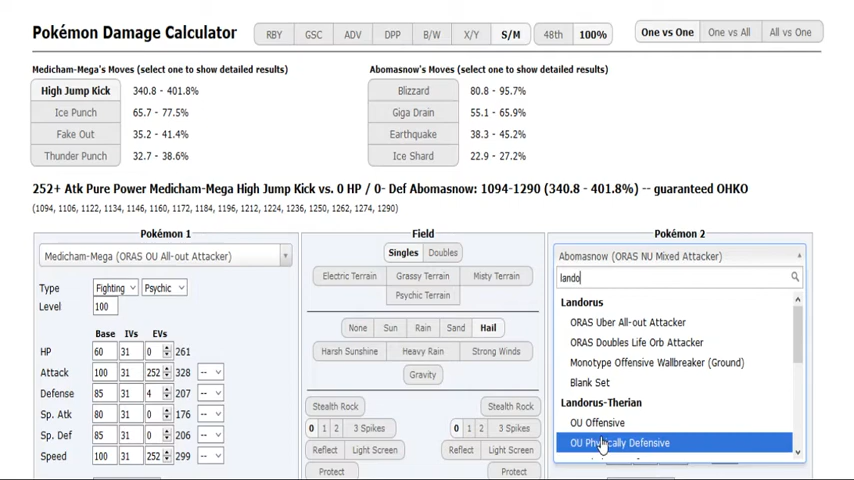 Pokémon Damage Calculator
RBY GSC ADV DPP B/W X/Y S/M 48th 100% One vs One One vs All All vs One
Medicham-Mega's Moves (select one to show detailed results)
High Jump Kick 340.8 - 401.8%
Ice Punch 65.7 - 77.5%
Fake Out 35.2 - 41.4%
Thunder Punch 32.7 - 38.6%
Abomasnow's Moves (select one to show detailed results)
Blizzard 80.8 - 95.7%
Giga Drain 55.1 - 65.9%
Earthquake 38.3 - 45.2%
Ice Shard 22.9 - 27.2%
252+ Atk Pure Power Medicham-Mega High Jump Kick vs. 0 HP / 0- Def Abomasnow: 1094-1290 (340.8 - 401.8%) -- guaranteed OHKO
(1094, 1106, 1122, 1134, 1146, 1160, 1172, 1184, 1196, 1212, 1224, 1236, 1250, 1262, 1274, 1290)
Pokémon 1
Medicham-Mega (ORAS OU All-out Attacker)
Type Fighting Psychic
Level 100
Base IVs EVs
HP 60 31 0 261
Attack 100 31 252 328 --
Defense 85 31 4 207 --
Sp. Atk 80 31 0 176 --
Sp. Def 85 31 0 206 --
Speed 100 31 252 299 --
Field
Singles Doubles
Electric Terrain Grassy Terrain Misty Terrain
Psychic Terrain
None Sun Rain Sand Hail
Harsh Sunshine Heavy Rain Strong Winds
Gravity
Stealth Rock Stealth Rock
0 1 2 3 Spikes 0 1 2 3 Spikes
Reflect Light Screen Reflect Light Screen
Protect Protect
Pokémon 2
Abomasnow (ORAS NU Mixed Attacker)
lando
Landorus
ORAS Uber All-out Attacker
ORAS Doubles Life Orb Attacker
Monotype Offensive Wallbreaker (Ground)
Blank Set
Landorus-Therian
OU Offensive
OU Physically Defensive